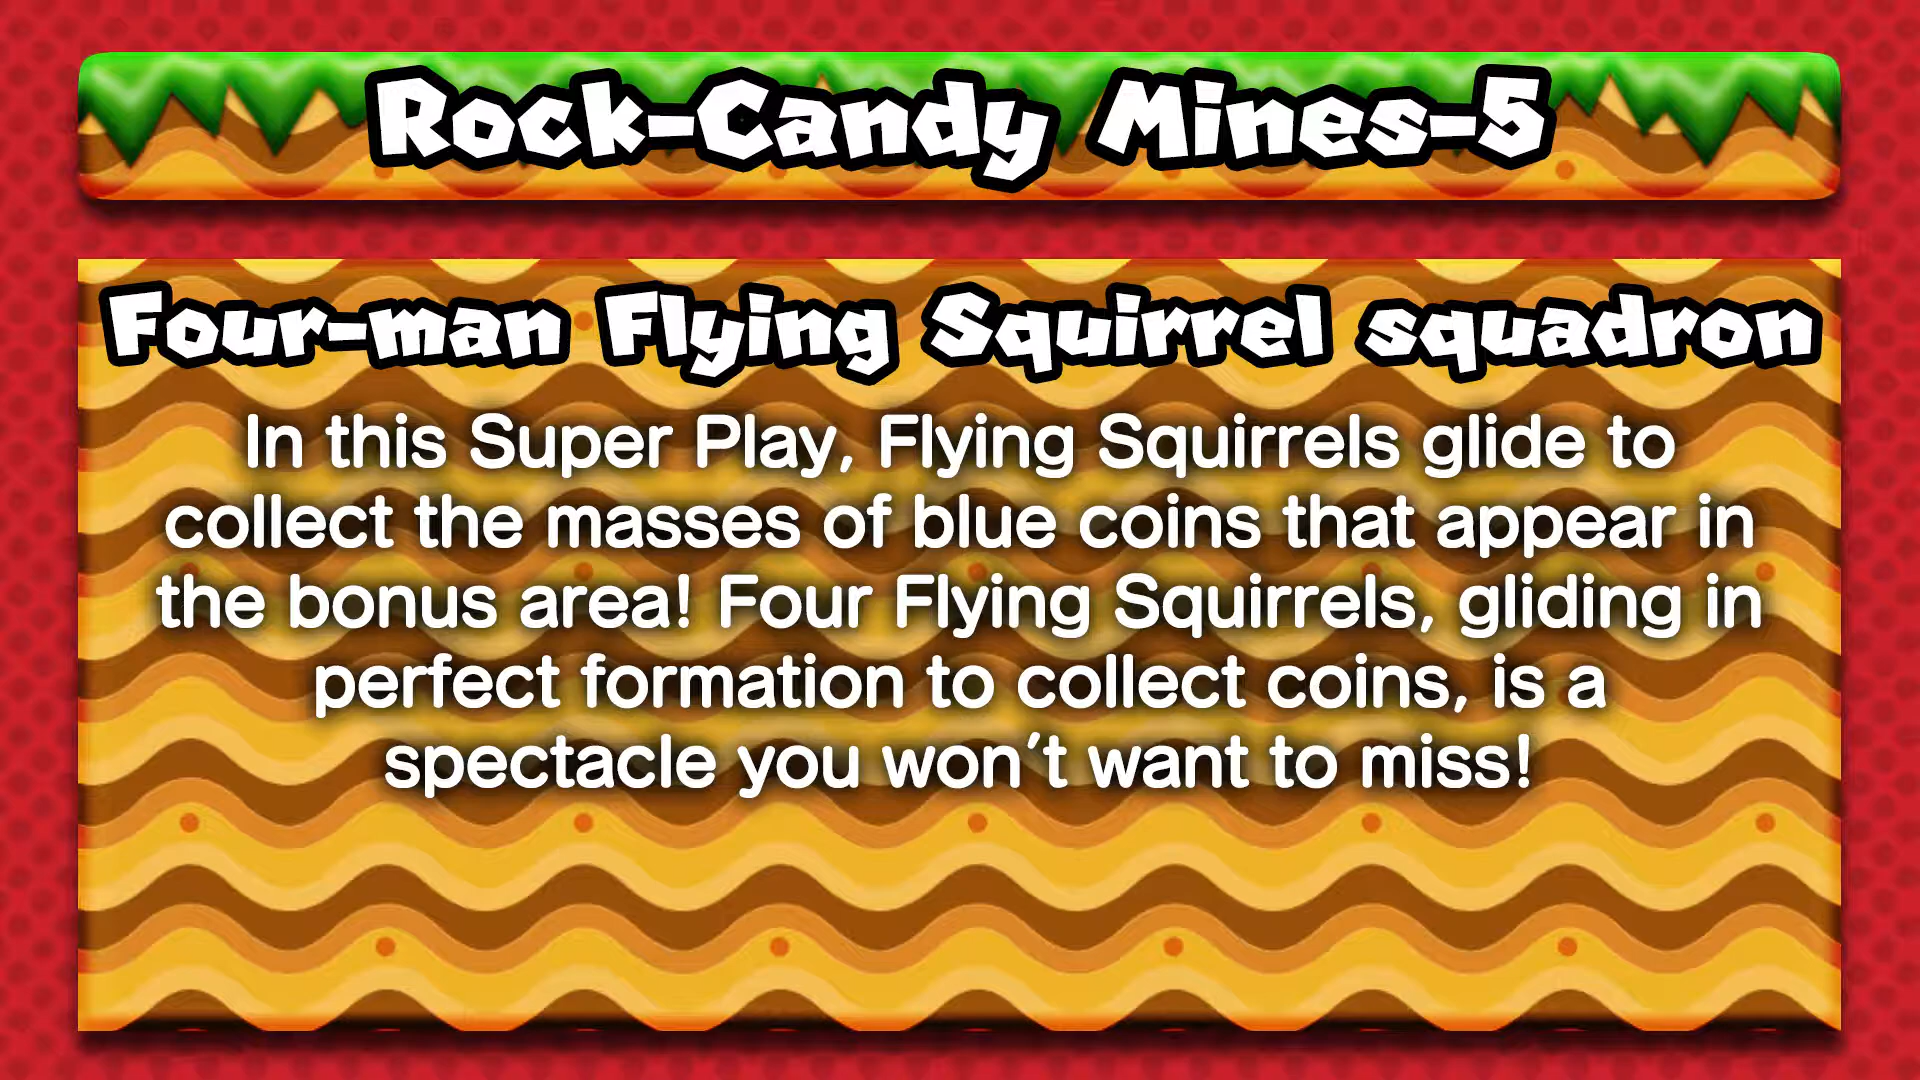 Rock-Candy Mines-5
Four-man Flying Squirrel squadron
In this Super Play, Flying Squirrels glide to
collect the masses of blue coins that appear in
the bonus area! Four Flying Squirrels, gliding in
perfect formation to collect coins, is a
spectacle you won't want to miss!